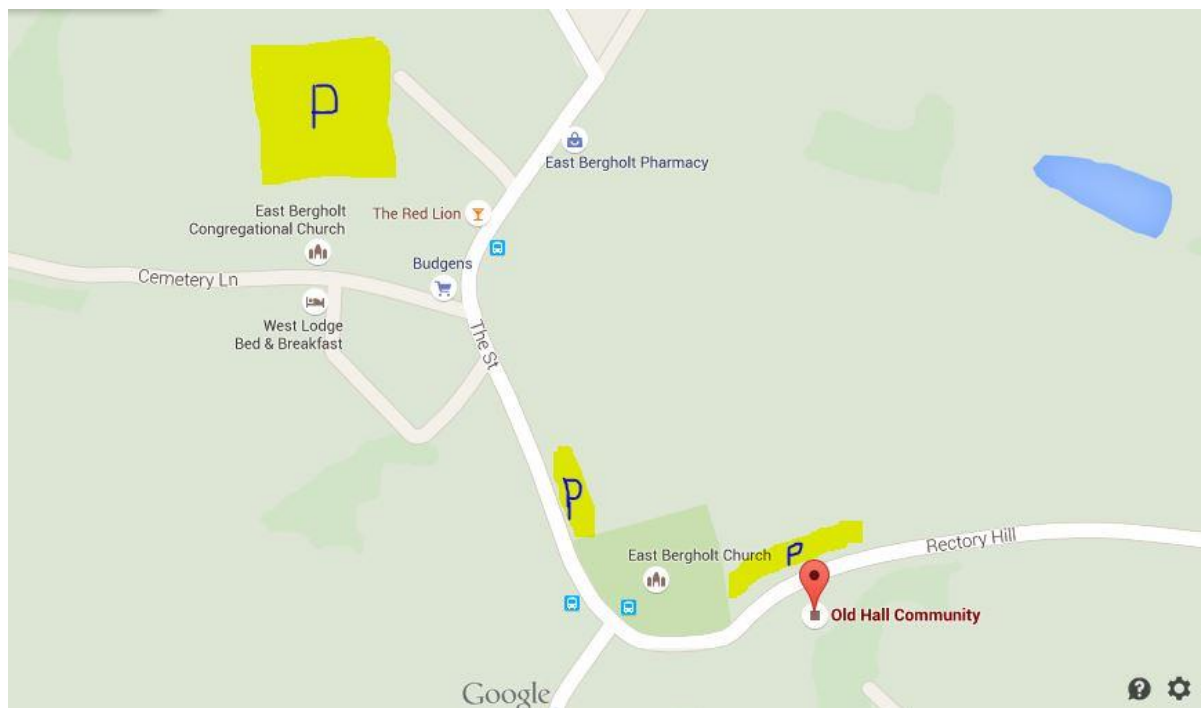 P
East Bergholt Pharmacy
East Bergholt
Congregational Church
The Red Lion
Budgens
Cemetery Ln
West Lodge
Bed & Breakfast
The St
P
East Bergholt Church
P
Rectory Hill
Old Hall Community
Google
?